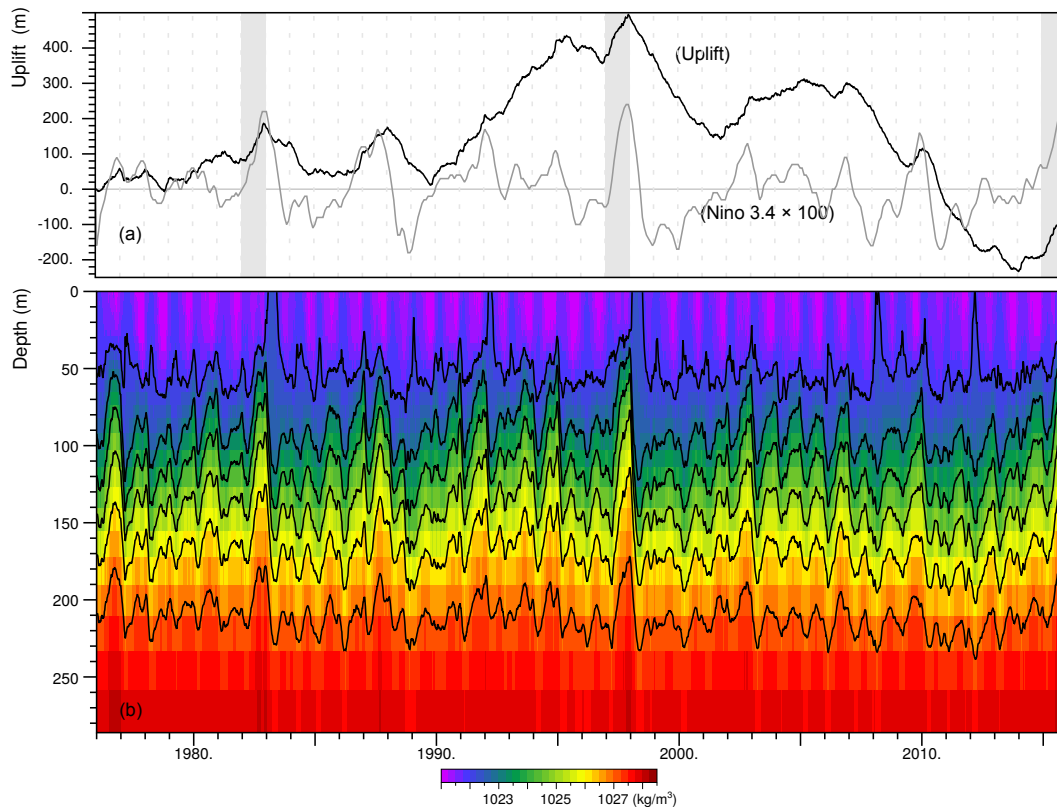 Uplift (m)
400.
300.
200.
100.
0.
-100.
-200.
(Uplift)
(Nino 3.4 × 100)
(a)
Depth (m)
0
50
100
150
200
250
(b)
1980.
1990.
2000.
2010.
1023 1025 1027 (kg/m³)